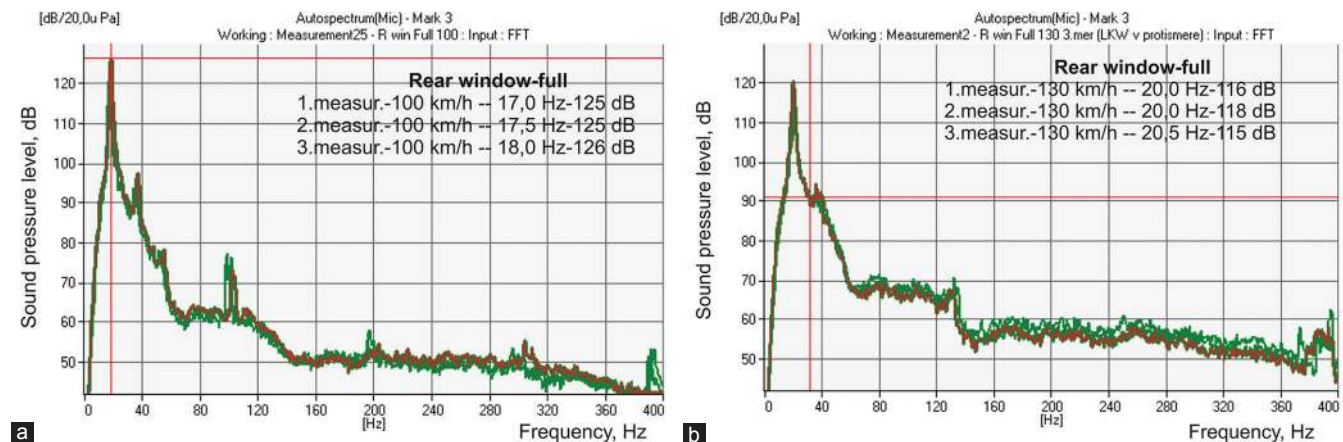 [dB/20,0u Pa]
Autospectrum(Mic) - Mark 3
Working : Measurement25 - R win Full 100 : Input : FFT
Rear window-full
1.measur.-100 km/h -- 17,0 Hz-125 dB
2.measur.-100 km/h -- 17,5 Hz-125 dB
3.measur.-100 km/h -- 18,0 Hz-126 dB
Sound pressure level, dB
120
110
100
90
80
70
60
50
0 40 80 120 160 200 240 280 320 360 400
[Hz]
Frequency, Hz
a
[dB/20,0u Pa]
Autospectrum(Mic) - Mark 3
Working : Measurement2 - R win Full 130 3.mer (LKW v protismere) : Input : FFT
Rear window-full
1.measur.-130 km/h -- 20,0 Hz-116 dB
2.measur.-130 km/h -- 20,0 Hz-118 dB
3.measur.-130 km/h -- 20,5 Hz-115 dB
Sound pressure level, dB
120
110
100
90
80
70
60
50
0 40 80 120 160 200 240 280 320 360 400
[Hz]
Frequency, Hz
b